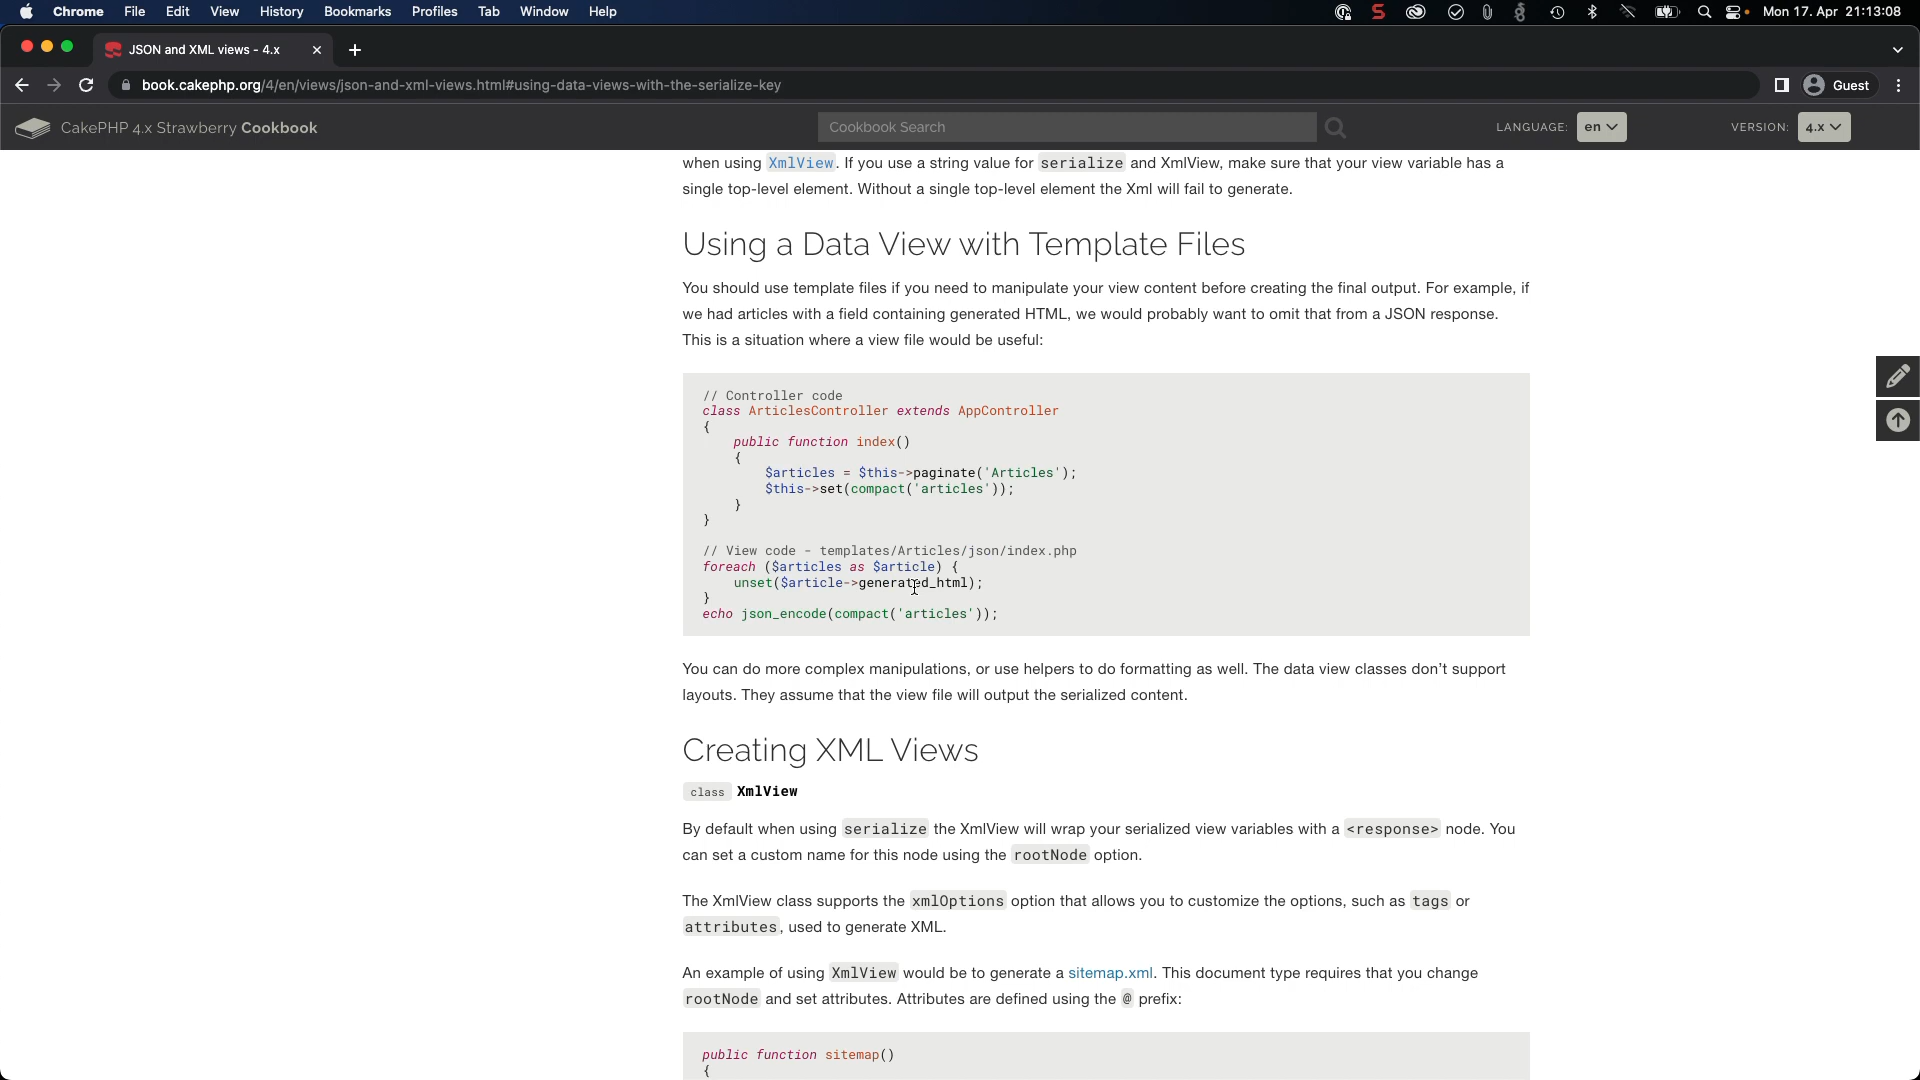 Chrome File Edit View History Bookmarks Profiles Tab Window Help Mon 17. Apr 21:13:08
JSON and XML views - 4.x
book.cakephp.org/4/en/views/json-and-xml-views.html#using-data-views-with-the-serialize-key Guest
CakePHP 4.x Strawberry Cookbook Cookbook Search LANGUAGE: en VERSION: 4.x
when using XmlView. If you use a string value for serialize and XmlView, make sure that your view variable has a
single top-level element. Without a single top-level element the Xml will fail to generate.
Using a Data View with Template Files
You should use template files if you need to manipulate your view content before creating the final output. For example, if
we had articles with a field containing generated HTML, we would probably want to omit that from a JSON response.
This is a situation where a view file would be useful:
// Controller code
class ArticlesController extends AppController
{
    public function index()
    {
        $articles = $this->paginate('Articles');
        $this->set(compact('articles'));
    }
}
// View code - templates/Articles/json/index.php
foreach ($articles as $article) {
    unset($article->generated_html);
}
echo json_encode(compact('articles'));
You can do more complex manipulations, or use helpers to do formatting as well. The data view classes don’t support
layouts. They assume that the view file will output the serialized content.
Creating XML Views
class XmlView
By default when using serialize the XmlView will wrap your serialized view variables with a <response> node. You
can set a custom name for this node using the rootNode option.
The XmlView class supports the xmlOptions option that allows you to customize the options, such as tags or
attributes, used to generate XML.
An example of using XmlView would be to generate a sitemap.xml. This document type requires that you change
rootNode and set attributes. Attributes are defined using the @ prefix:
public function sitemap()
{